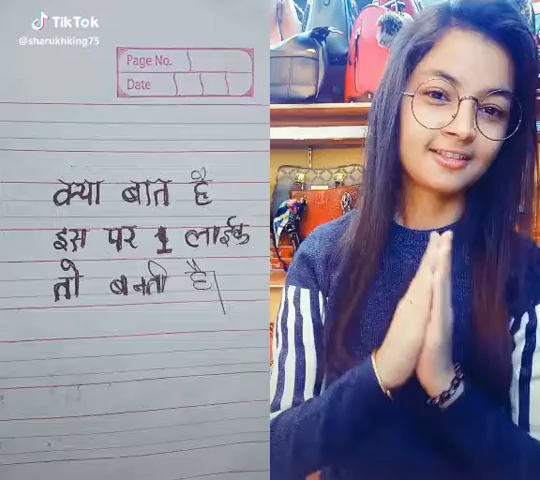 TikTok
@sharukhking75
Page No.
Date
क्या बात है
इस पर 1 लाईक
तो बनती है|